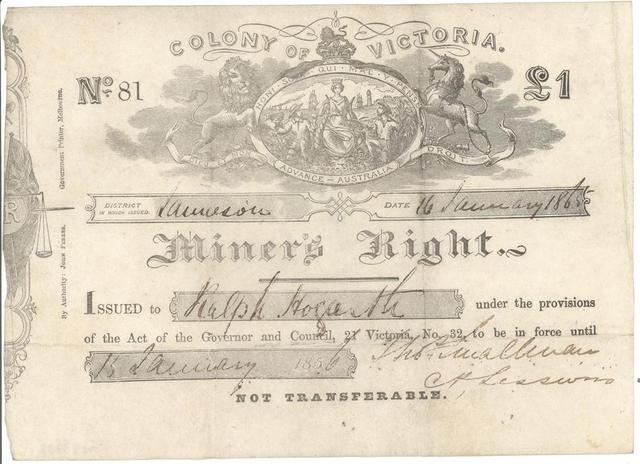 COLONY OF VICTORIA.
No. 81
HONI SOIT QUI MAL Y PENSE
£1
DIEU ET MON DROIT
ADVANCE AUSTRALIA
DISTRICT IN WHICH ISSUED. Jamieson DATE 16 January 1865
Miner's Right.
ISSUED to Ralph Hogarth under the provisions
of the Act of the Governor and Council, 21 Victoria, No. 32, to be in force until
15 January 1856
NOT TRANSFERABLE.
By Authority: JOHN FERRES, Government Printer, Melbourne.